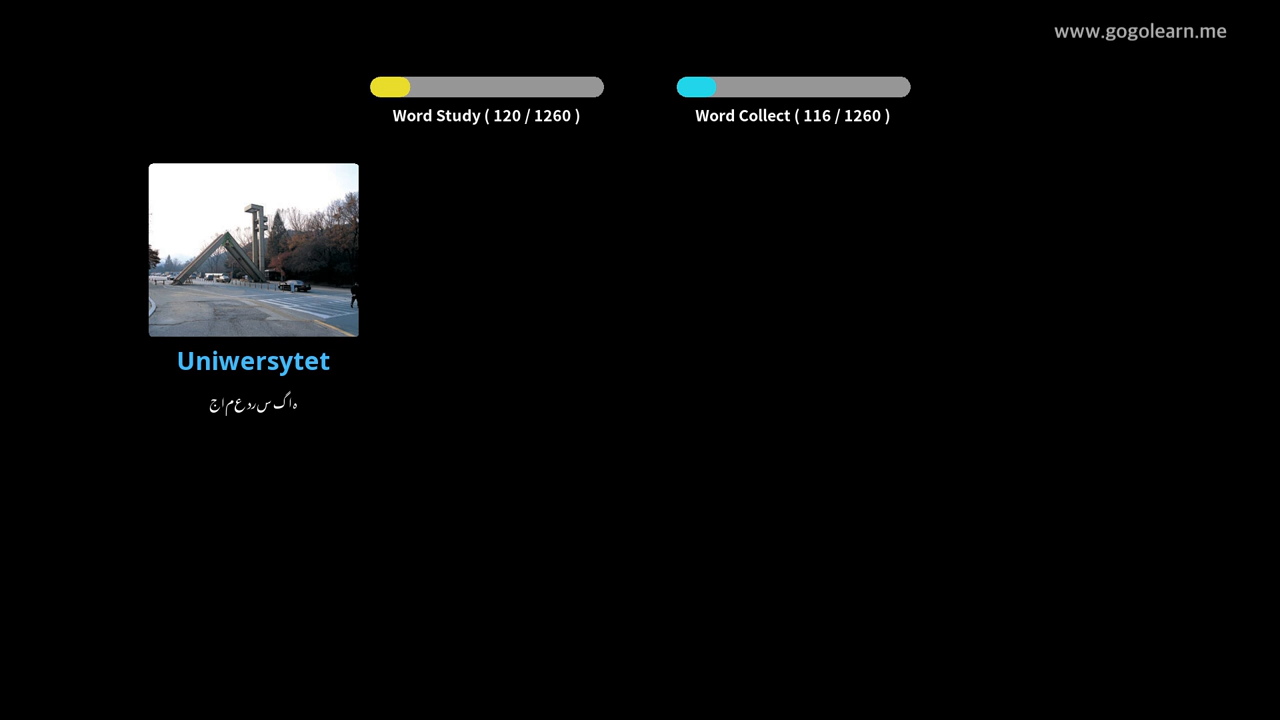 www.gogolearn.me
Word Study ( 120 / 1260 )
Word Collect ( 116 / 1260 )
Uniwersytet
جامع درسگاہ